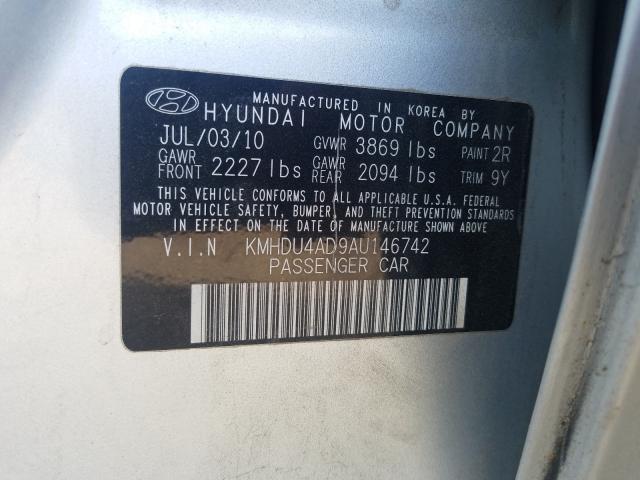 MANUFACTURED IN KOREA BY
HYUNDAI MOTOR COMPANY
JUL/03/10 GVWR 3869 lbs PAINT 2R
GAWR FRONT 2227 lbs GAWR REAR 2094 lbs TRIM 9Y
THIS VEHICLE CONFORMS TO ALL APPLICABLE U.S.A. FEDERAL
MOTOR VEHICLE SAFETY, BUMPER, AND THEFT PREVENTION STANDARDS
IN EFFECT ON THE DATE OF MANUFACTURE SHOWN ABOVE.
V.I.N KMHDU4AD9AU146742
PASSENGER CAR